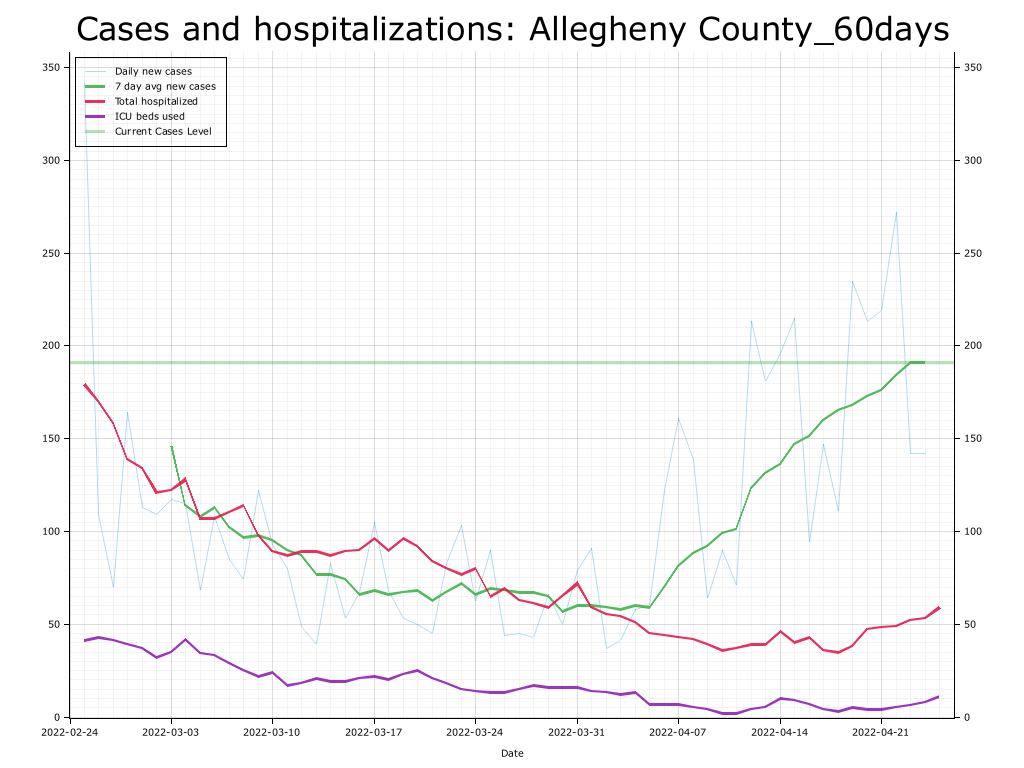 Cases and hospitalizations: Allegheny County_60days
350 350
Daily new cases
7 day avg new cases
Total hospitalized
ICU beds used
Current Cases Level
300 300
250 250
200 200
150 150
100 100
50 50
0 0
2022-02-24 2022-03-03 2022-03-10 2022-03-17 2022-03-24 2022-03-31 2022-04-07 2022-04-14 2022-04-21
Date